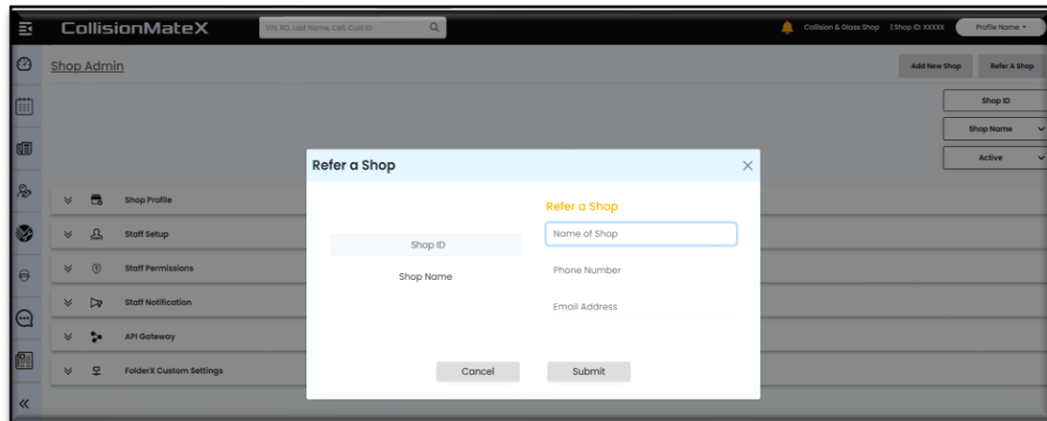 CollisionMateX
VIN, RO, Last Name, Cell, Cust ID
Collision & Glass Shop | Shop ID: XXXXX
Profile Name
Shop Admin
Add New Shop
Refer A Shop
Shop ID
Shop Name
Active
Refer a Shop
Refer a Shop
Shop ID
Name of Shop
Shop Name
Phone Number
Email Address
Cancel
Submit
Shop Profile
Staff Setup
Staff Permissions
Staff Notification
API Gateway
FolderX Custom Settings